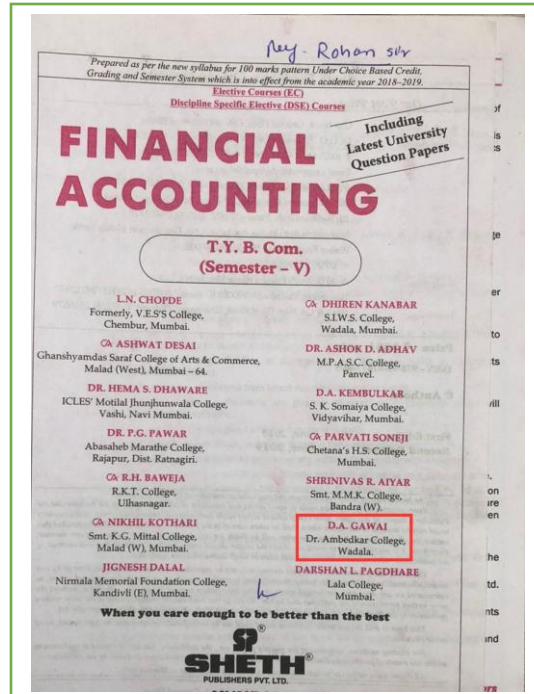 Rey- Rohan sir
Prepared as per the new syllabus for 100 marks pattern Under Choice Based Credit,
Grading and Semester System which is into effect from the academic year 2018–2019.
Elective Courses (EC)
Discipline Specific Elective (DSE) Courses
Including
Latest University
Question Papers
FINANCIAL
ACCOUNTING
T.Y. B. Com.
(Semester – V)
L.N. CHOPDE
Formerly, V.E.S'S College,
Chembur, Mumbai.
CA ASHWAT DESAI
Ghanshyamdas Saraf College of Arts & Commerce,
Malad (West), Mumbai – 64.
DR. HEMA S. DHAWARE
ICLES' Motilal Jhunjhunwala College,
Vashi, Navi Mumbai.
DR. P.G. PAWAR
Abasaheb Marathe College,
Rajapur, Dist. Ratnagiri.
CA R.H. BAWEJA
R.K.T. College,
Ulhasnagar.
CA NIKHIL KOTHARI
Smt. K.G. Mittal College,
Malad (W), Mumbai.
JIGNESH DALAL
Nirmala Memorial Foundation College,
Kandivli (E), Mumbai.
CA DHIREN KANABAR
S.I.W.S. College,
Wadala, Mumbai.
DR. ASHOK D. ADHAV
M.P.A.S.C. College,
Panvel.
D.A. KEMBULKAR
S. K. Somaiya College,
Vidyavihar, Mumbai.
CA PARVATI SONEJI
Chetana's H.S. College,
Mumbai.
SHRINIVAS R. AIYAR
Smt. M.M.K. College,
Bandra (W).
D.A. GAWAI
Dr. Ambedkar College,
Wadala.
DARSHAN L. PAGDHARE
Lala College,
Mumbai.
When you care enough to be better than the best
SP®
SHETH®
PUBLISHERS PVT. LTD.